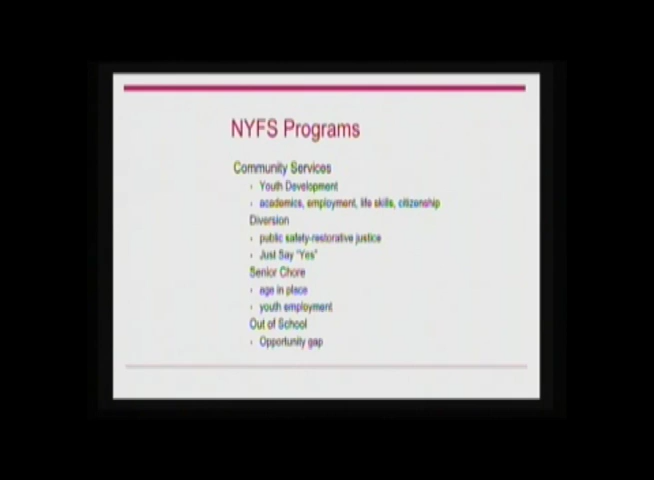 NYFS Programs
Community Services
Youth Development
academics, employment, life skills, citizenship
Diversion
public safety-restorative justice
Just Say "Yes"
Senior Chore
age in place
youth employment
Out of School
Opportunity gap